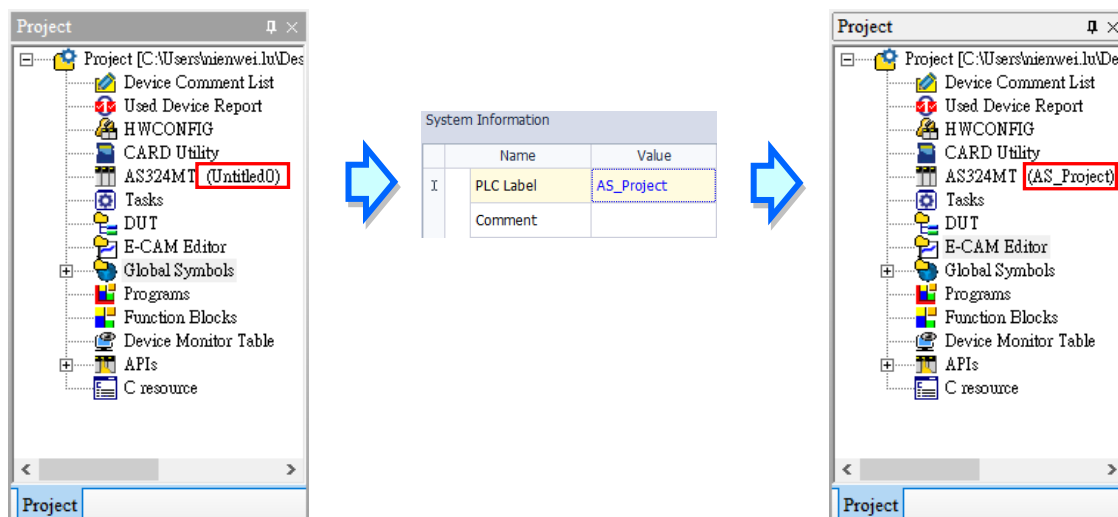 Project
Project [C:\Users\nienwei.lu\Des
Device Comment List
Used Device Report
HWCONFIG
CARD Utility
AS324MT (Untitled0)
Tasks
DUT
E-CAM Editor
Global Symbols
Programs
Function Blocks
Device Monitor Table
APIs
C resource
Project
System Information
Name Value
PLC Label AS_Project
Comment
Project
Project [C:\Users\nienwei.lu\De
Device Comment List
Used Device Report
HWCONFIG
CARD Utility
AS324MT (AS_Project)
Tasks
DUT
E-CAM Editor
Global Symbols
Programs
Function Blocks
Device Monitor Table
APIs
C resource
Project